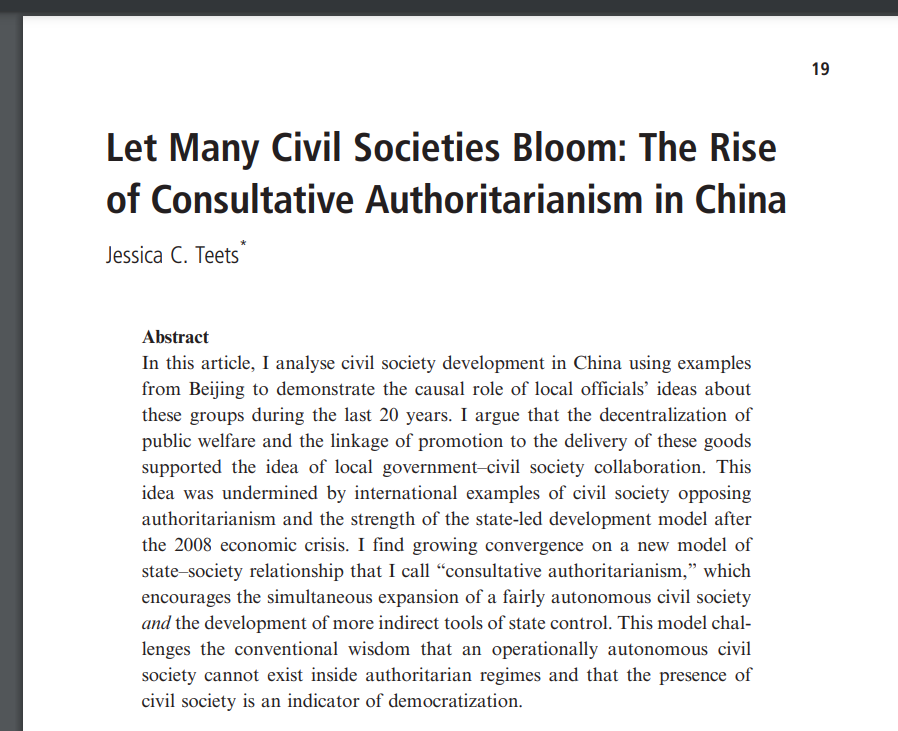 19
Let Many Civil Societies Bloom: The Rise
of Consultative Authoritarianism in China
Jessica C. Teets*
Abstract
In this article, I analyse civil society development in China using examples
from Beijing to demonstrate the causal role of local officials’ ideas about
these groups during the last 20 years. I argue that the decentralization of
public welfare and the linkage of promotion to the delivery of these goods
supported the idea of local government–civil society collaboration. This
idea was undermined by international examples of civil society opposing
authoritarianism and the strength of the state-led development model after
the 2008 economic crisis. I find growing convergence on a new model of
state–society relationship that I call “consultative authoritarianism,” which
encourages the simultaneous expansion of a fairly autonomous civil society
and the development of more indirect tools of state control. This model chal-
lenges the conventional wisdom that an operationally autonomous civil
society cannot exist inside authoritarian regimes and that the presence of
civil society is an indicator of democratization.